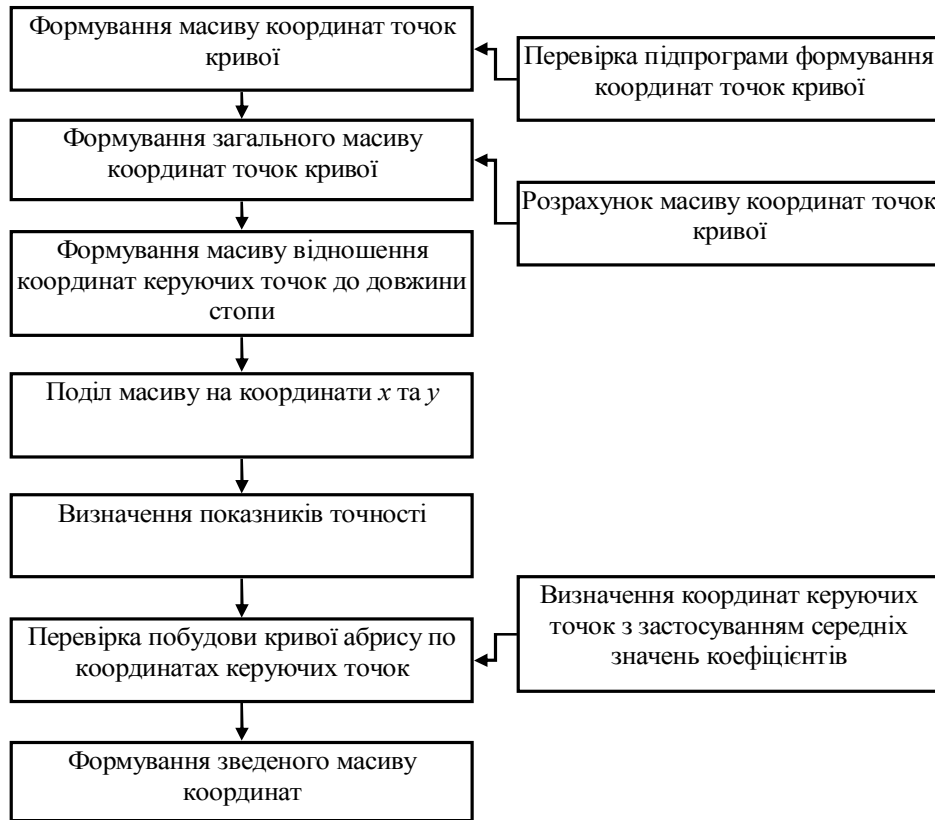 Формування масиву координат точок
кривої
Перевірка підпрограми формування
координат точок кривої
Формування загального масиву
координат точок кривої
Розрахунок масиву координат точок
кривої
Формування масиву відношення
координат керуючих точок до довжини
стопи
Поділ масиву на координати x та y
Визначення показників точності
Визначення координат керуючих
точок з застосуванням середніх
значень коефіцієнтів
Перевірка побудови кривої абрису по
координатах керуючих точок
Формування зведеного масиву
координат